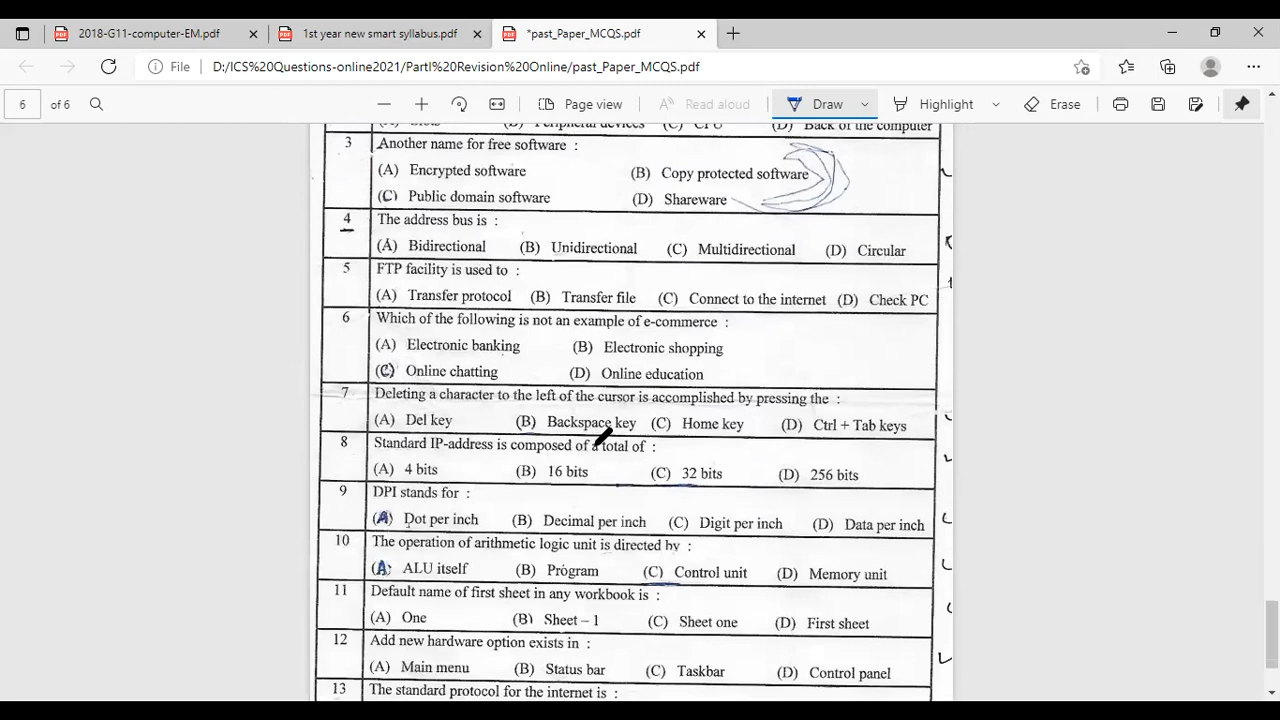 2018-G11-computer-EM.pdf
1st year new smart syllabus.pdf
*past_Paper_MCQS.pdf
File
D:/ICS%20Questions-online2021/PartI%20Revision%20Online/past_Paper_MCQS.pdf
6 of 6
Page view
Read aloud
Draw
Highlight
Erase
Peripheral devices (C) CPU (D) Back of the computer
3 Another name for free software :
(A) Encrypted software (B) Copy protected software
(C) Public domain software (D) Shareware
4 The address bus is :
(A) Bidirectional (B) Unidirectional (C) Multidirectional (D) Circular
5 FTP facility is used to :
(A) Transfer protocol (B) Transfer file (C) Connect to the internet (D) Check PC
6 Which of the following is not an example of e-commerce :
(A) Electronic banking (B) Electronic shopping
(C) Online chatting (D) Online education
7 Deleting a character to the left of the cursor is accomplished by pressing the :
(A) Del key (B) Backspace key (C) Home key (D) Ctrl + Tab keys
8 Standard IP-address is composed of a total of :
(A) 4 bits (B) 16 bits (C) 32 bits (D) 256 bits
9 DPI stands for :
(A) Dot per inch (B) Decimal per inch (C) Digit per inch (D) Data per inch
10 The operation of arithmetic logic unit is directed by :
(A) ALU itself (B) Program (C) Control unit (D) Memory unit
11 Default name of first sheet in any workbook is :
(A) One (B) Sheet – 1 (C) Sheet one (D) First sheet
12 Add new hardware option exists in :
(A) Main menu (B) Status bar (C) Taskbar (D) Control panel
13 The standard protocol for the internet is :